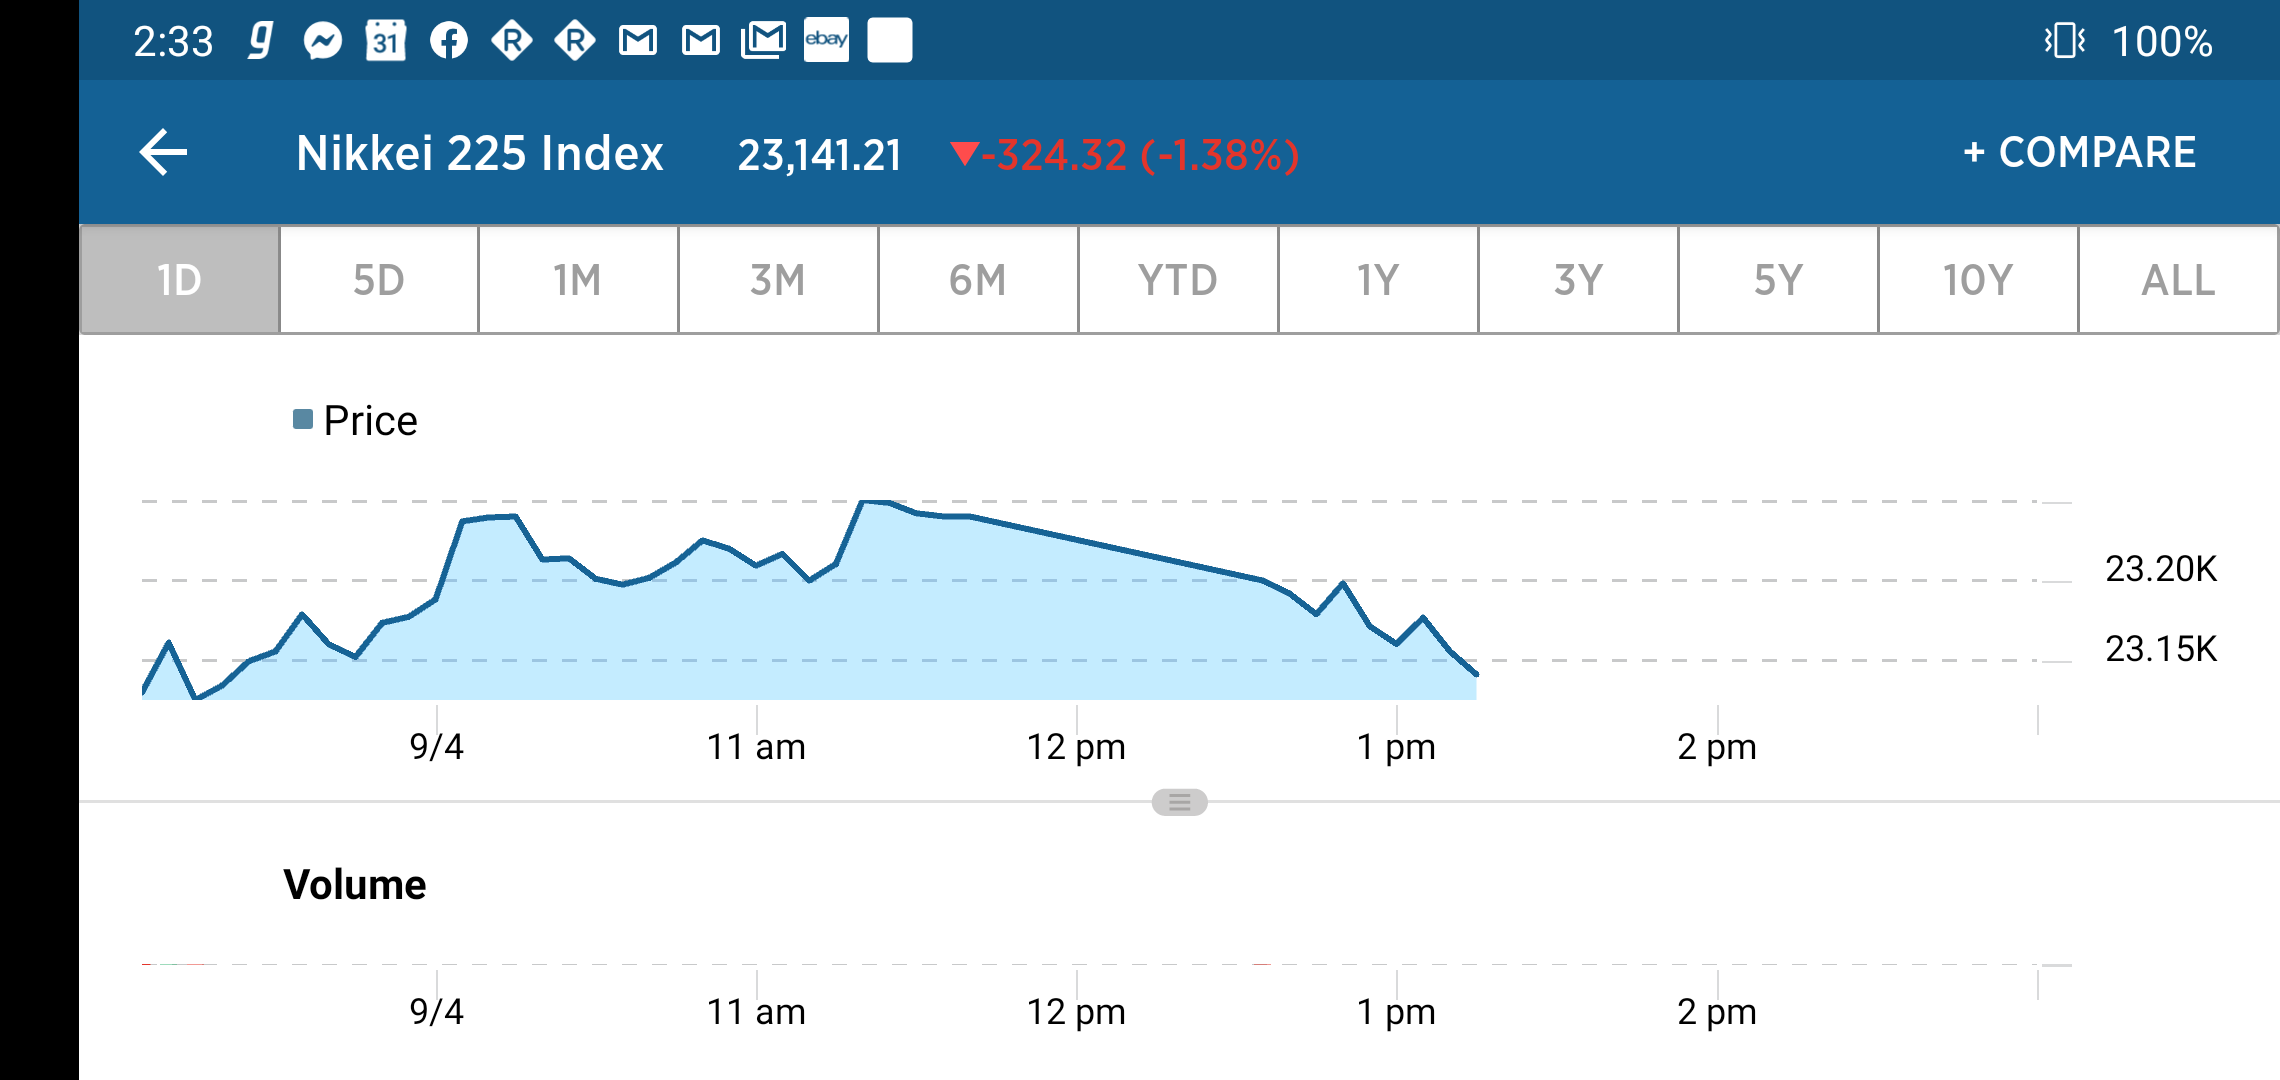 2:33 g 31 f R R ebay 100%
Nikkei 225 Index 23,141.21 ▼-324.32 (-1.38%) + COMPARE
1D 5D 1M 3M 6M YTD 1Y 3Y 5Y 10Y ALL
Price
23.20K
23.15K
9/4 11 am 12 pm 1 pm 2 pm
Volume
9/4 11 am 12 pm 1 pm 2 pm